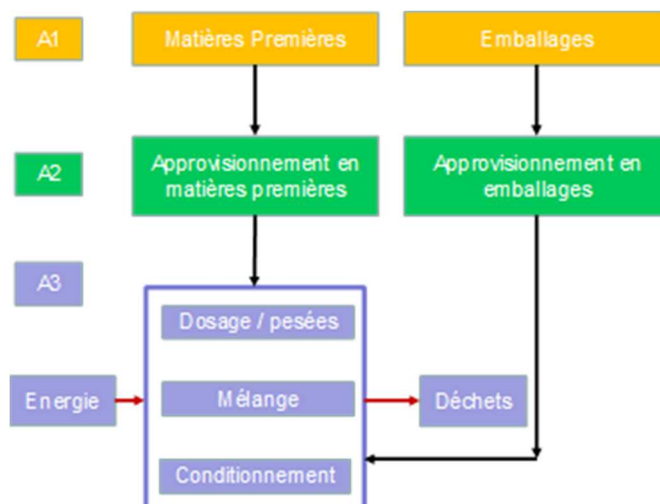 A1
Matières Premières
Emballages
A2
Approvisionnement en
matières premières
Approvisionnement en
emballages
A3
Dosage / pesées
Energie
Mélange
Déchets
Conditionnement